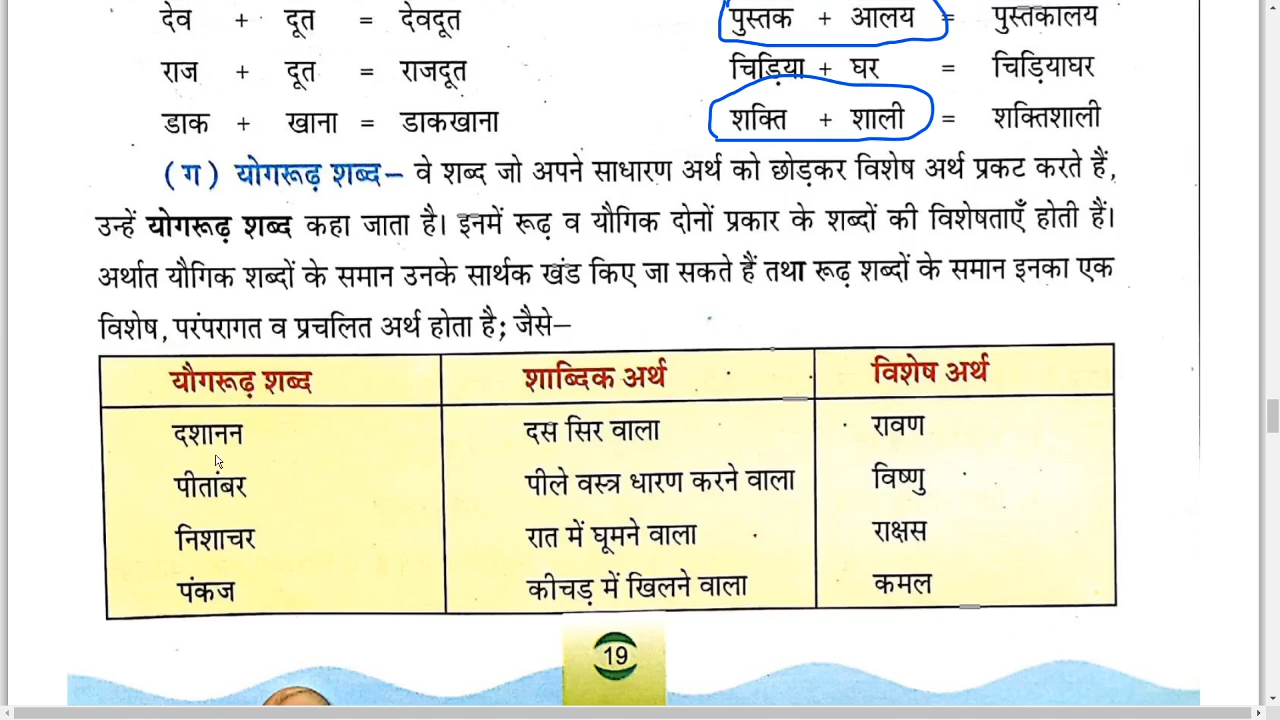 देव + दूत = देवदूत पुस्तक + आलय = पुस्तकालय
राज + दूत = राजदूत चिड़िया + घर = चिड़ियाघर
डाक + खाना = डाकखाना शक्ति + शाली = शक्तिशाली
(ग) योगरूढ़ शब्द– वे शब्द जो अपने साधारण अर्थ को छोड़कर विशेष अर्थ प्रकट करते हैं,
उन्हें योगरूढ़ शब्द कहा जाता है। इनमें रूढ़ व यौगिक दोनों प्रकार के शब्दों की विशेषताएँ होती हैं।
अर्थात यौगिक शब्दों के समान उनके सार्थक खंड किए जा सकते हैं तथा रूढ़ शब्दों के समान इनका एक
विशेष, परंपरागत व प्रचलित अर्थ होता है; जैसे–
यौगरूढ़ शब्द शाब्दिक अर्थ विशेष अर्थ
दशानन दस सिर वाला रावण
पीतांबर पीले वस्त्र धारण करने वाला विष्णु
निशाचर रात में घूमने वाला राक्षस
पंकज कीचड़ में खिलने वाला कमल
19